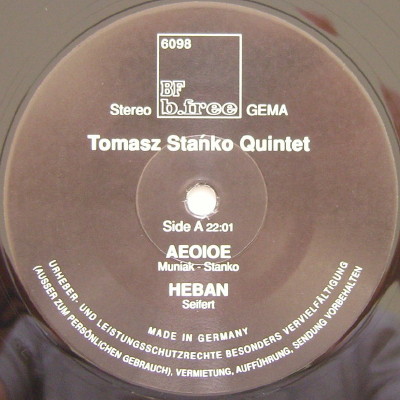 6098
BF
b.free
Stereo GEMA
Tomasz Stańko Quintet
Side A 22:01
AEOIOE
Muniak - Stanko
HEBAN
Seifert
MADE IN GERMANY
URHEBER- UND LEISTUNGSSCHUTZRECHTE BESONDERS VERVIELFÄLTIGUNG
(AUSSER ZUM PERSÖNLICHEN GEBRAUCH), VERMIETUNG, AUFFÜHRUNG, SENDUNG VORBEHALTEN